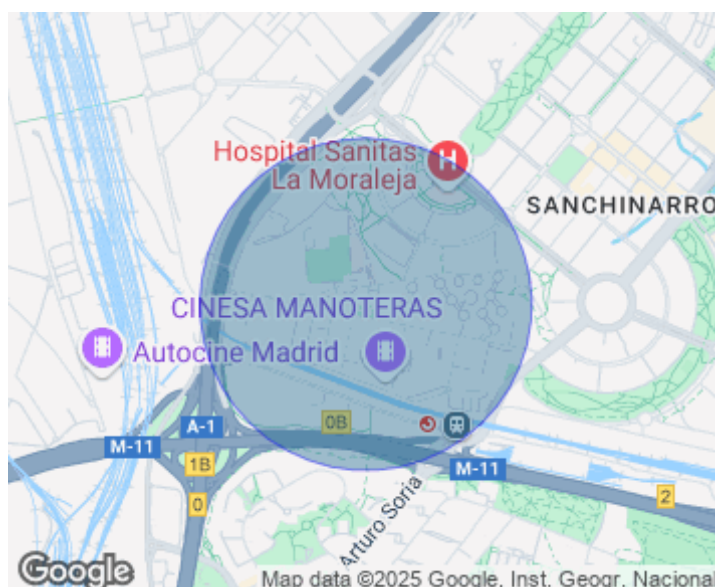 Hospital Sanitas
La Moraleja
H
SANCHINARRO
CINESA MANOTERAS
Autocine Madrid
A-1
0B
M-11
1B
M-11
0
2
Arturo Soria
Google
Map data ©2025 Google, Inst. Geogr. Nacional